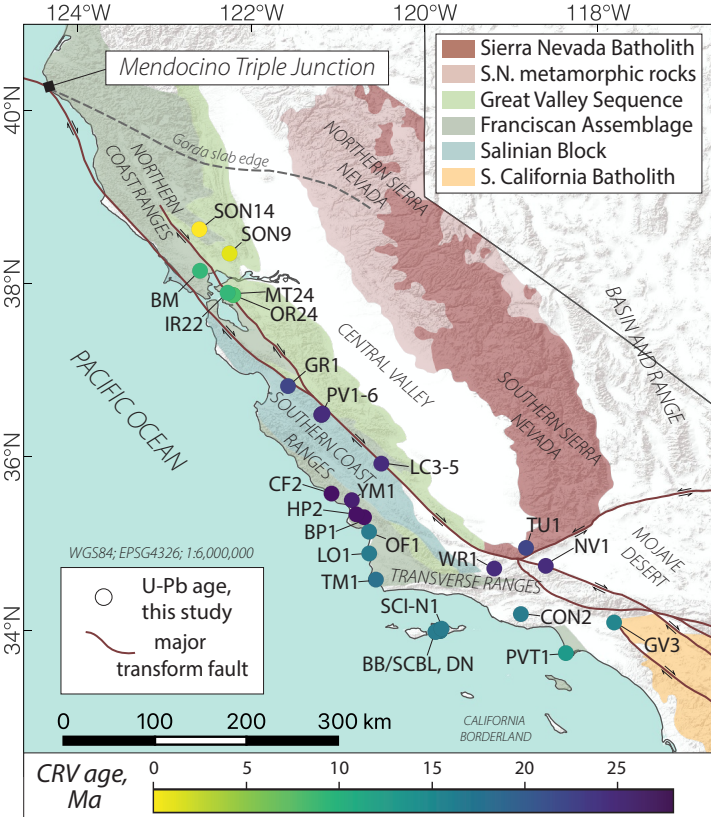 124°W
122°W
120°W
118°W
Mendocino Triple Junction
Sierra Nevada Batholith
S.N. metamorphic rocks
Great Valley Sequence
Franciscan Assemblage
Salinian Block
S. California Batholith
40°N
38°N
36°N
34°N
Gorda slab edge
NORTHERN
COAST RANGES
NORTHERN SIERRA
NEVADA
SON14
SON9
BM
IR22
MT24
OR24
BASIN AND RANGE
CENTRAL VALLEY
PACIFIC OCEAN
GR1
PV1-6
SOUTHERN COAST
RANGES
SOUTHERN SIERRA
NEVADA
LC3-5
CF2
YM1
HP2
BP1
OF1
LO1
TM1
TU1
WR1
NV1
MOJAVE
DESERT
TRANSVERSE RANGES
WGS84; EPSG4326; 1:6,000,000
U-Pb age,
this study
major
transform fault
SCI-N1
BB/SCBL, DN
CON2
PVT1
GV3
CALIFORNIA
BORDERLAND
0 100 200 300 km
CRV age,
Ma
0 5 10 15 20 25